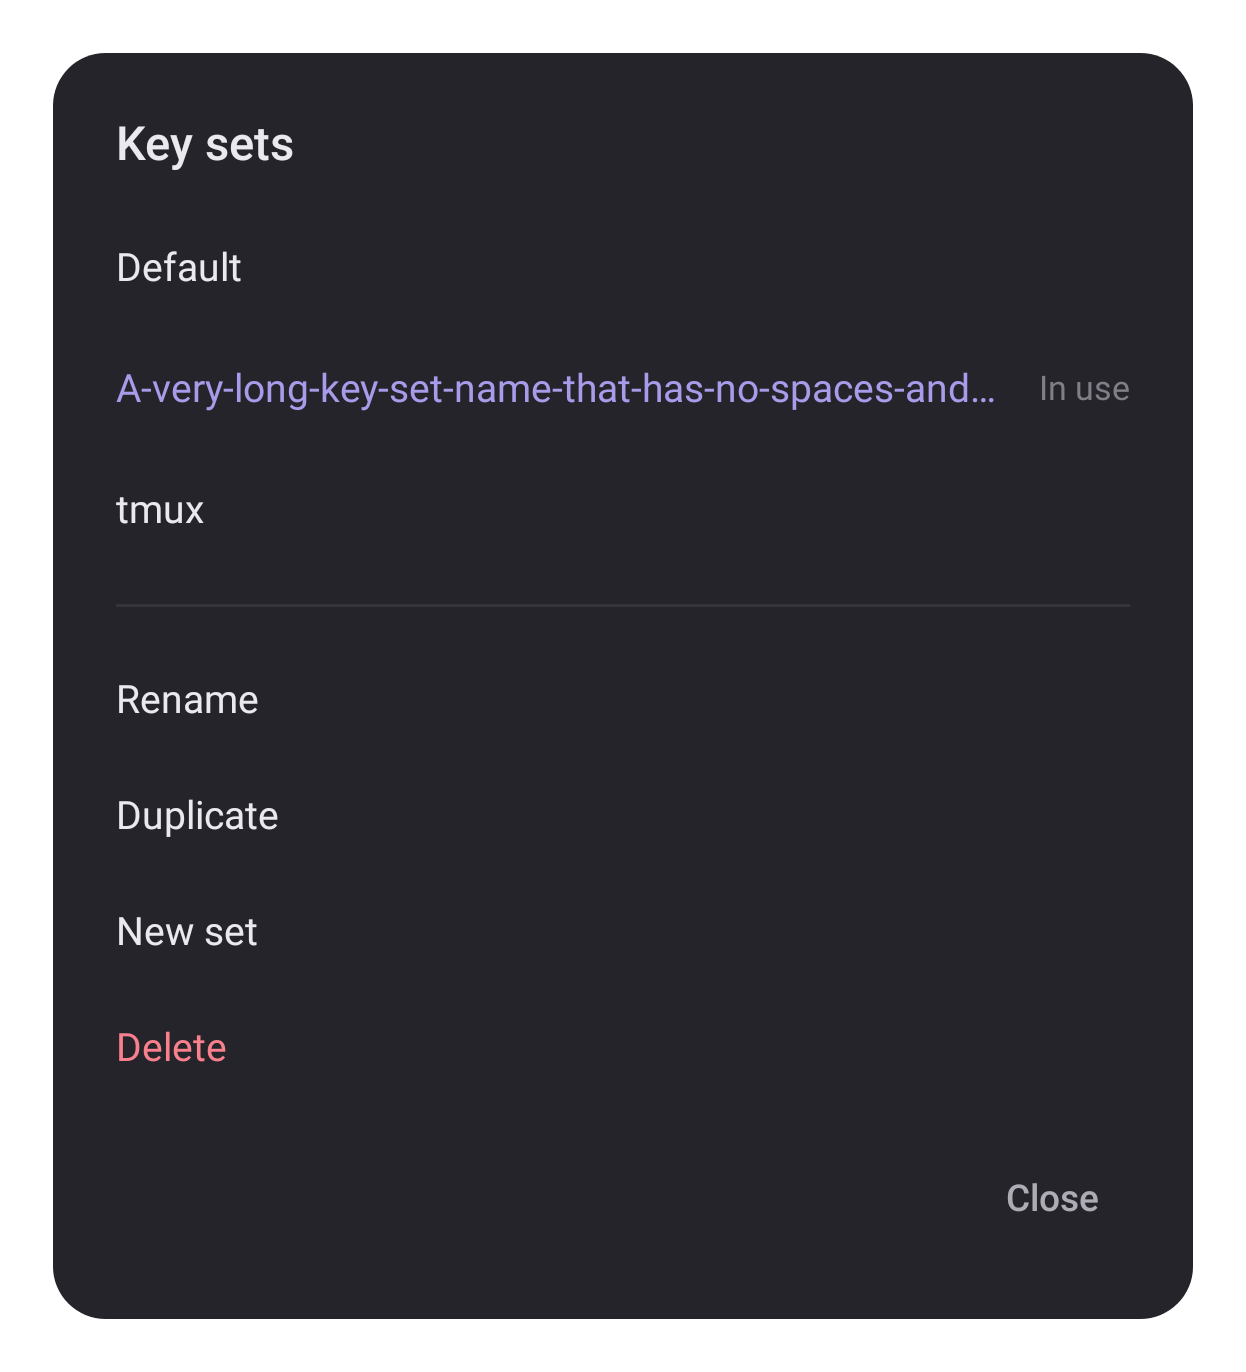 Key sets
Default
A-very-long-key-set-name-that-has-no-spaces-and... In use
tmux
Rename
Duplicate
New set
Delete
Close